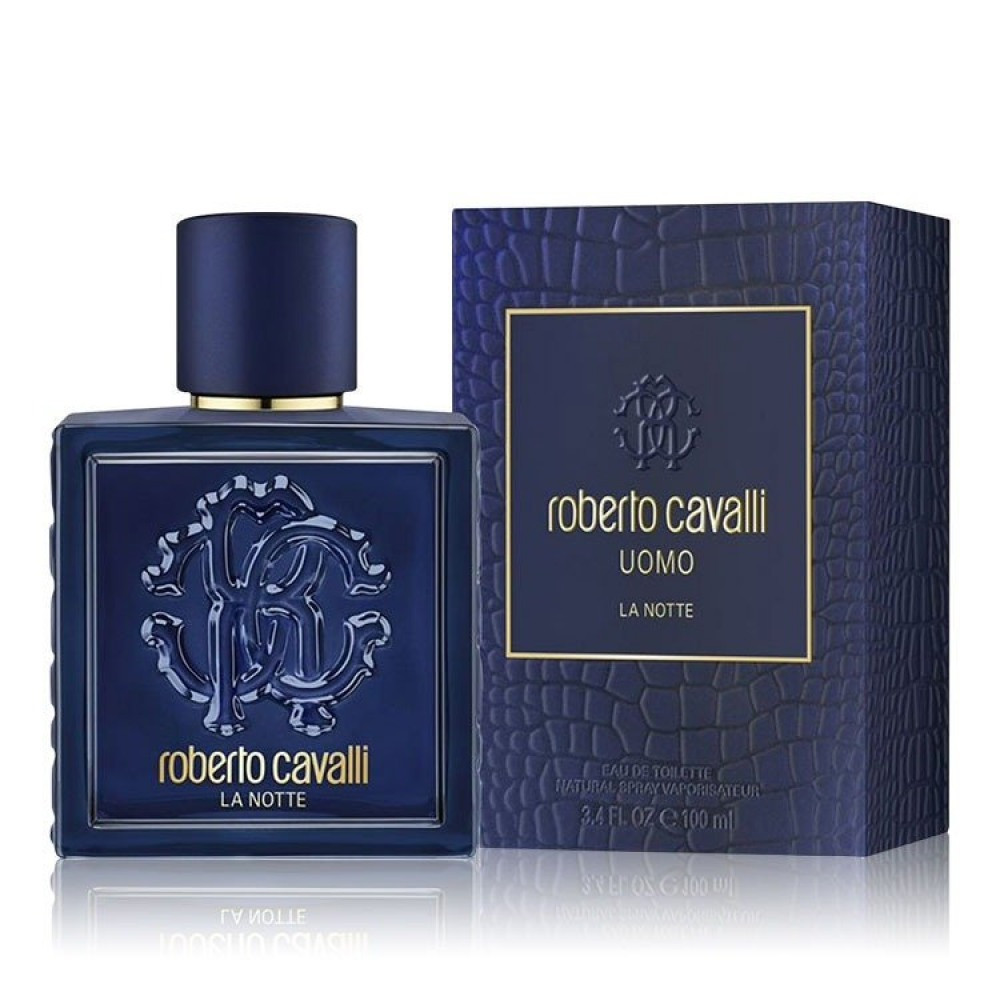 roberto cavalli
LA NOTTE
roberto cavalli
UOMO
LA NOTTE
EAU DE TOILETTE
NATURAL SPRAY VAPORISATEUR
3.4 FL. OZ e 100 ml